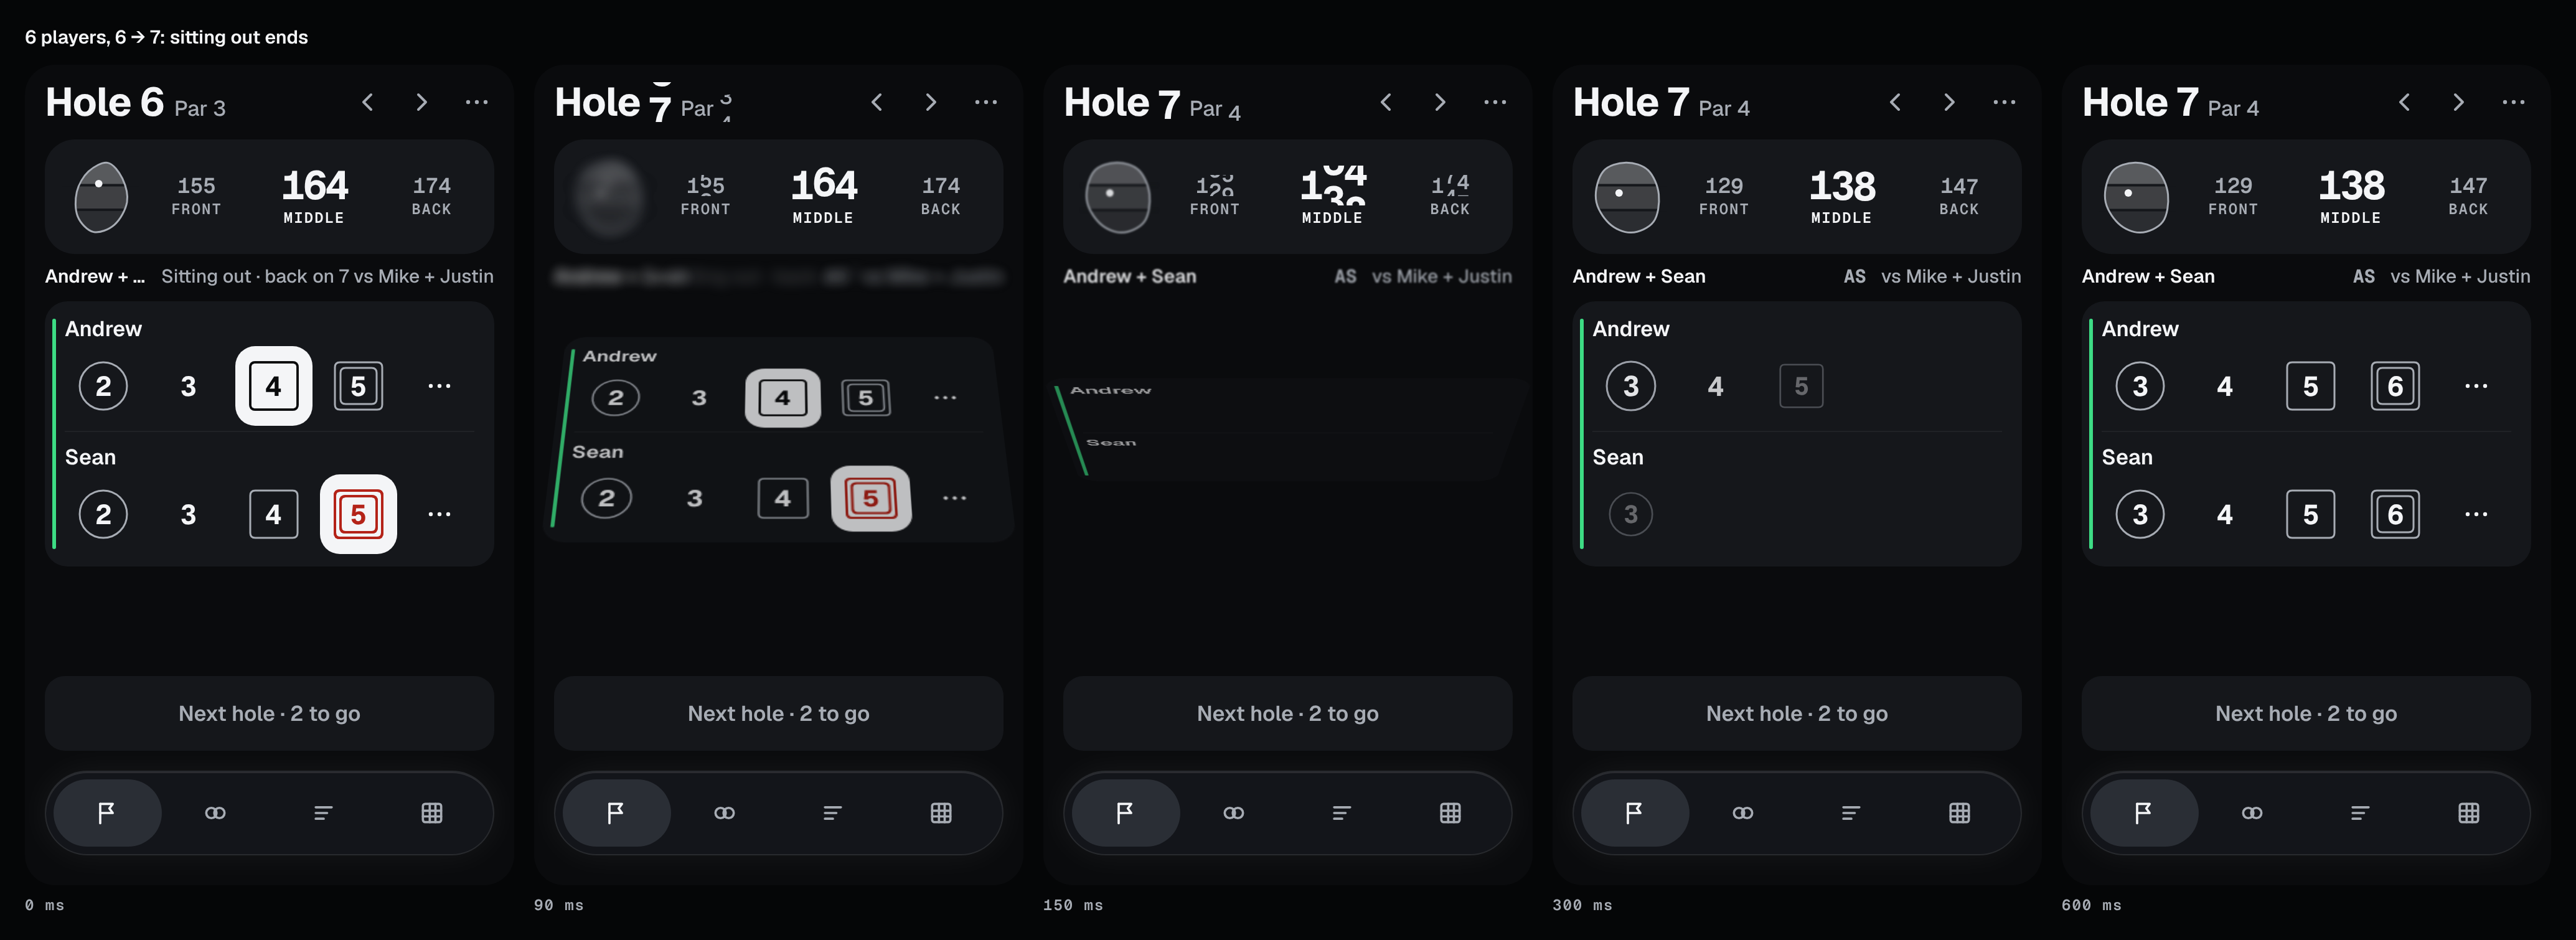 6 players, 6 → 7: sitting out ends
Hole 6 Par 3
155 164 174
FRONT MIDDLE BACK
Andrew + ... Sitting out · back on 7 vs Mike + Justin
Andrew
2 3 4 5 ...
Sean
2 3 4 5 ...
Next hole · 2 to go
0 ms
Hole 7 Par
164 174
FRONT MIDDLE BACK
Andrew
2 3 4 5 ...
Sean
2 3 4 5 ...
Next hole · 2 to go
90 ms
Hole 7 Par 4
FRONT MIDDLE BACK
Andrew + Sean AS vs Mike + Justin
Andrew
Sean
Next hole · 2 to go
150 ms
Hole 7 Par 4
129 138 147
FRONT MIDDLE BACK
Andrew + Sean AS vs Mike + Justin
Andrew
3 4 5
Sean
3
Next hole · 2 to go
300 ms
Hole 7 Par 4
129 138 147
FRONT MIDDLE BACK
Andrew + Sean AS vs Mike + Justin
Andrew
3 4 5 6 ...
Sean
3 4 5 6 ...
Next hole · 2 to go
600 ms